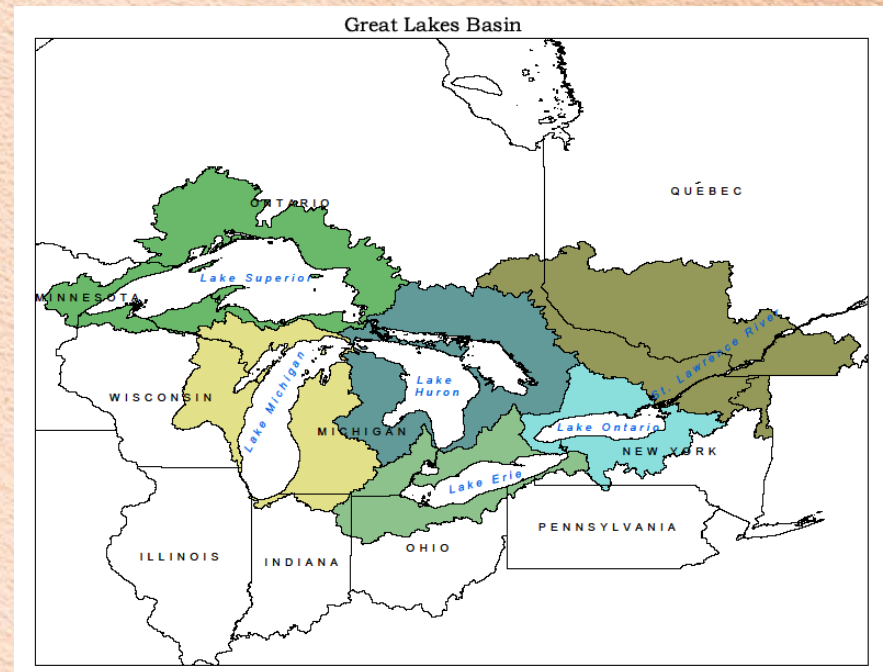 Great Lakes Basin
QUÉBEC
ONTARIO
Lake Superior
MINNESOTA
St. Lawrence River
Lake Michigan
Lake
Huron
WISCONSIN
MICHIGAN
Lake Ontario
NEW YORK
Lake Erie
PENNSYLVANIA
OHIO
ILLINOIS
INDIANA